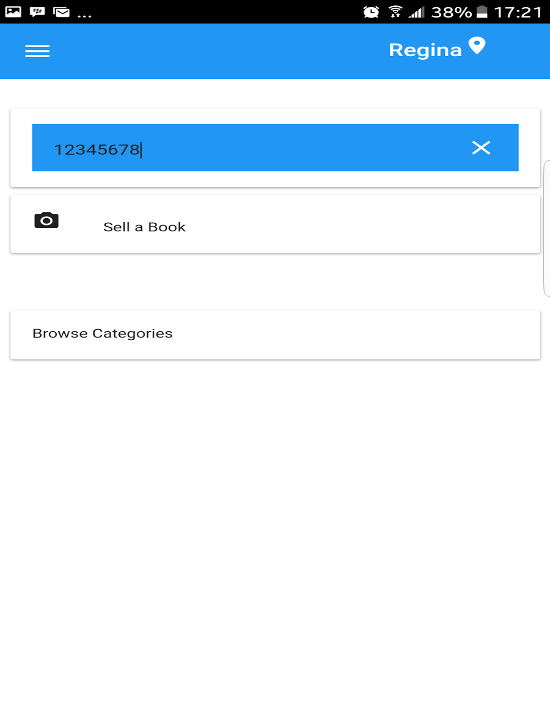 ... 38% 17:21
Regina
12345678
Sell a Book
Browse Categories